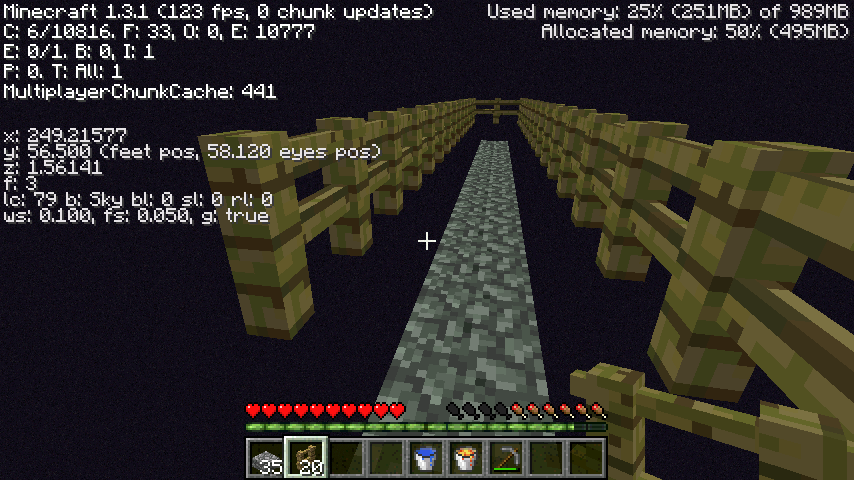 Minecraft 1.3.1 (123 fps, 0 chunk updates)
C: 6/10816. F: 33, O: 0, E: 10777
E: 0/1. B: 0, I: 1
P: 0. T: All: 1
MultiplayerChunkCache: 441
Used memory: 25% (251MB) of 989MB
Allocated memory: 50% (495MB)
x: 249.21577
y: 56.500 (feet pos, 58.120 eyes pos)
z: 1.56141
f: 3
lc: 79 b: Sky bl: 0 sl: 0 rl: 0
ws: 0.100, fs: 0.050, g: true
35
20